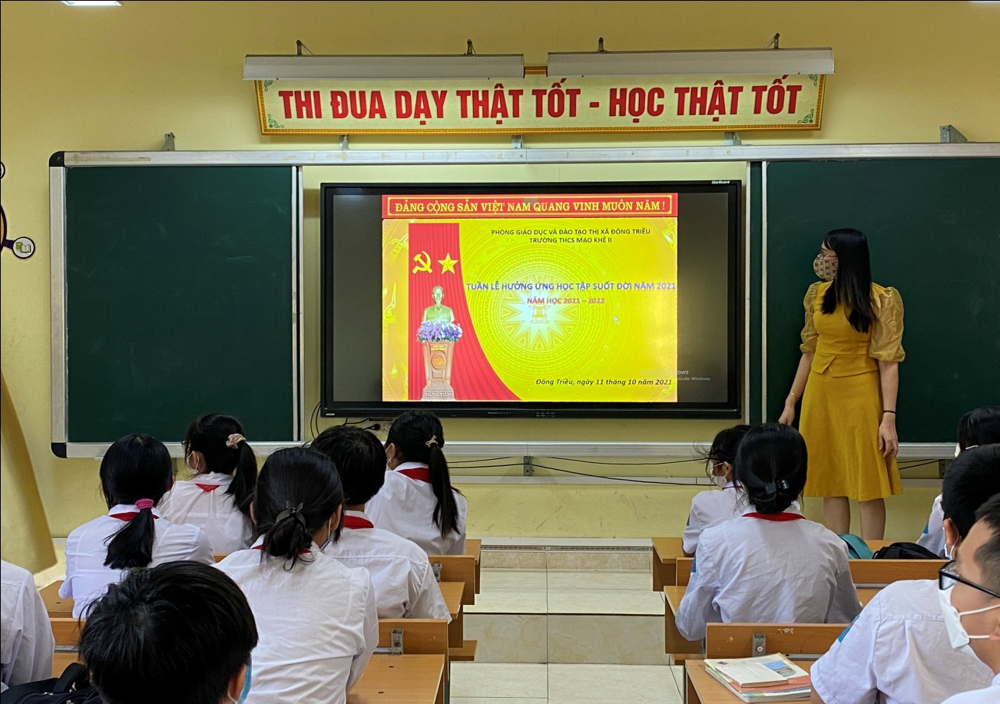 THI ĐUA DẠY THẬT TỐT - HỌC THẬT TỐT
StarBoard
ĐẢNG CỘNG SẢN VIỆT NAM QUANG VINH MUÔN NĂM !
PHÒNG GIÁO DỤC VÀ ĐÀO TẠO THỊ XÃ ĐÔNG TRIỀU
TRƯỜNG THCS MẠO KHÊ II
TUẦN LỄ HƯỞNG ỨNG HỌC TẬP SUỐT ĐỜI NĂM 2021
NĂM HỌC 2021 – 2022
Đông Triều, ngày 11 tháng 10 năm 2021